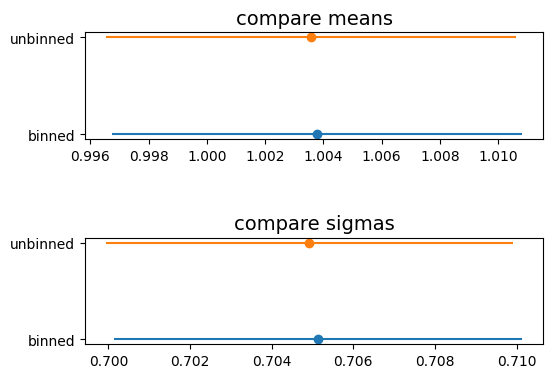 compare means
unbinned
binned
0.996 0.998 1.000 1.002 1.004 1.006 1.008 1.010
compare sigmas
unbinned
binned
0.700 0.702 0.704 0.706 0.708 0.710